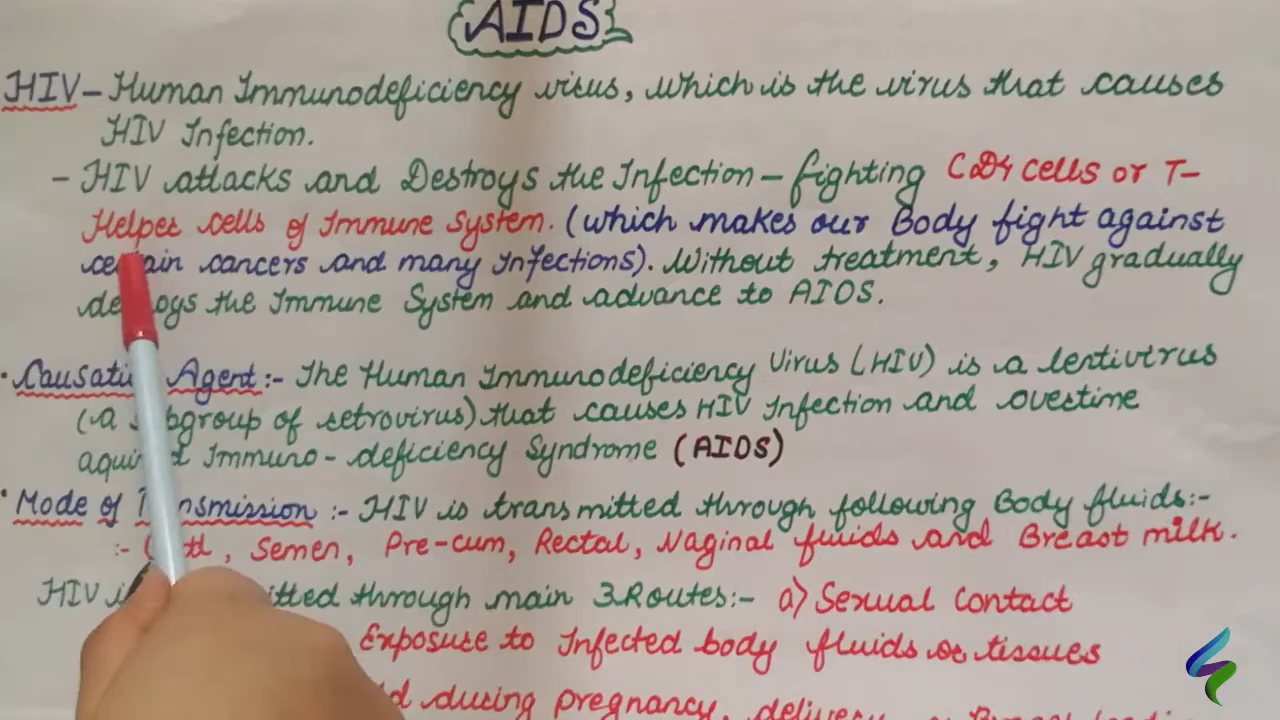 AIDS
HIV - Human Immunodeficiency virus, which is the virus that causes
HIV Infection.
- HIV attacks and Destroys the Infection - fighting CD4 cells or T-
Helper cells of Immune System. (which makes our Body fight against
cancers and many Infections). Without treatment, HIV gradually
the Immune System and advance to AIDS.
• Agent :- The Human Immunodeficiency Virus (HIV) is a lentivirus
(a of retrovirus) that causes HIV Infection and overtime
Immuno - deficiency Syndrome (AIDS)
• Mode of :- HIV is transmitted through following Body fluids :-
:- , Semen, Pre-cum, Rectal, Vaginal fluids and Breast milk.
HIV through main 3 Routes :- a) Sexual Contact
Exposure to Infected body fluids or tissues
during pregnancy, delivery